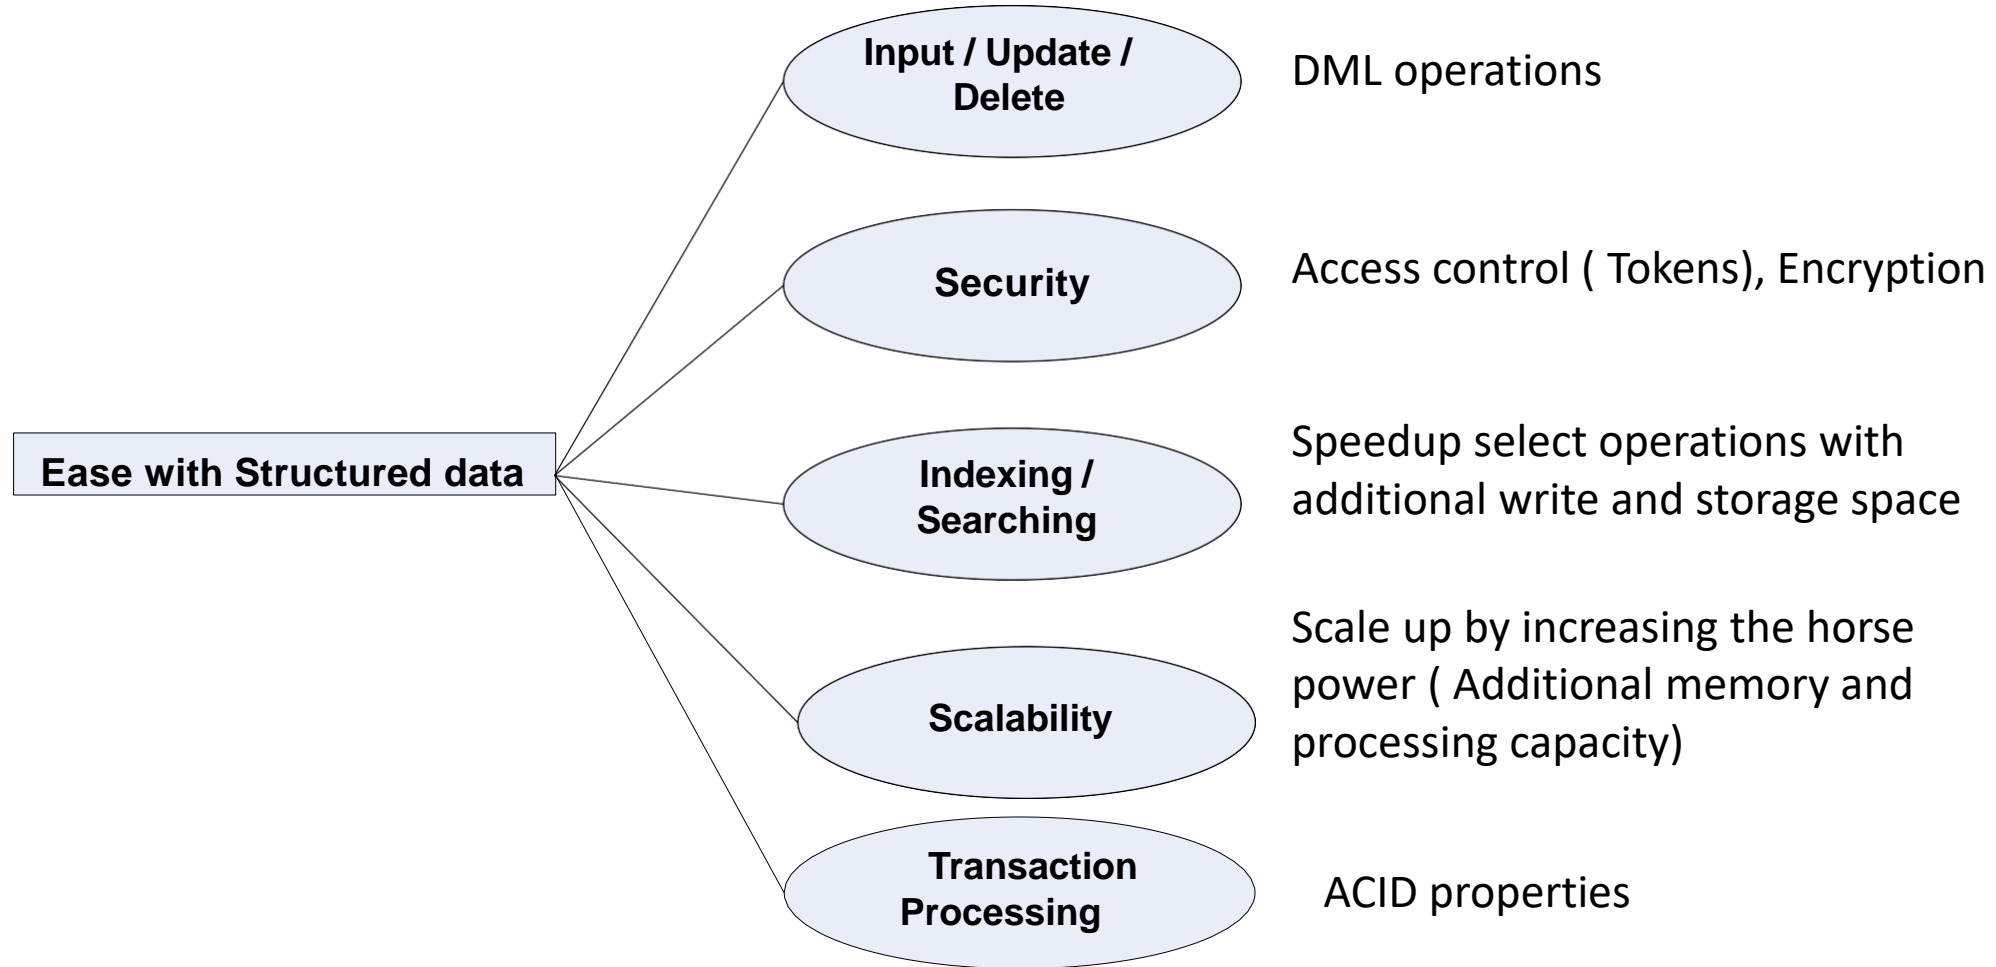 Input / Update /
Delete
DML operations
Security
Access control ( Tokens), Encryption
Ease with Structured data
Indexing /
Searching
Speedup select operations with
additional write and storage space
Scalability
Scale up by increasing the horse
power ( Additional memory and
processing capacity)
Transaction
Processing
ACID properties